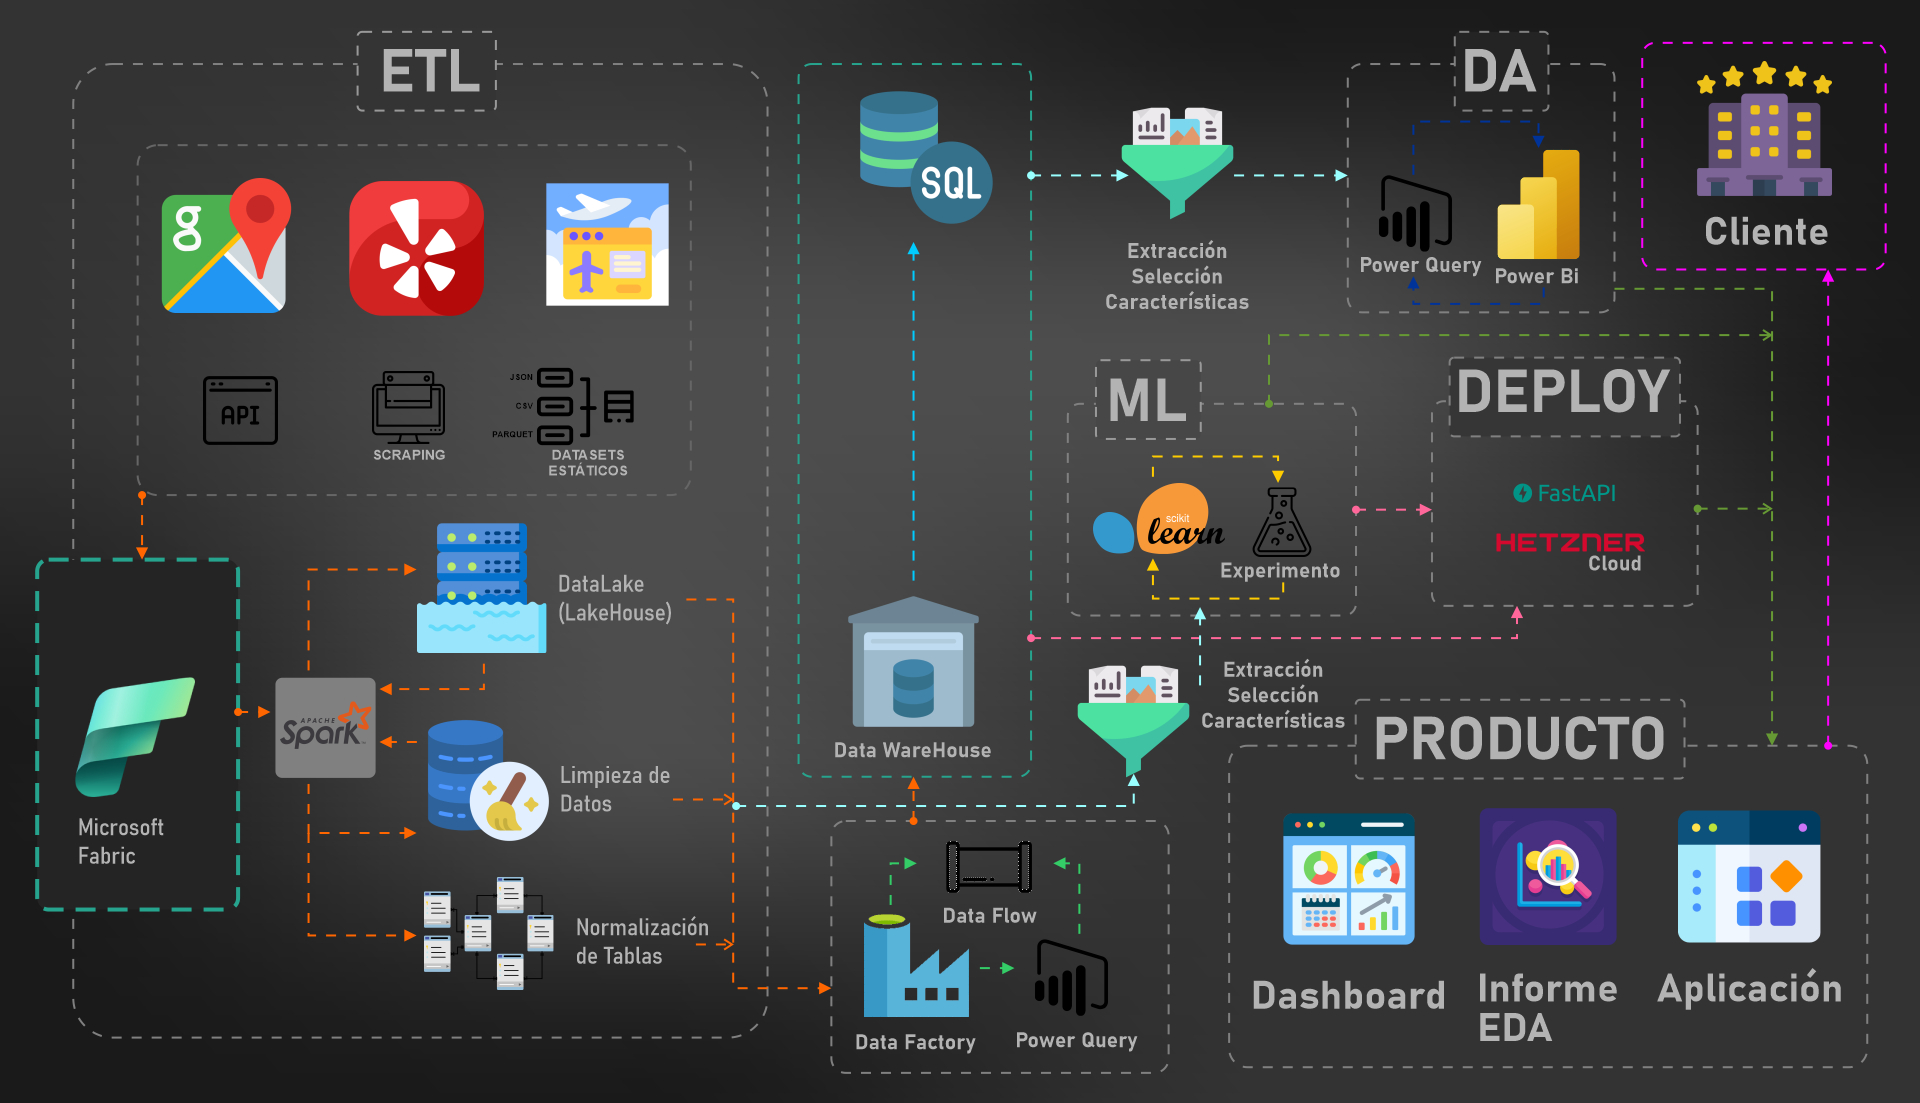 ETL
g
API
SCRAPING
JSON
CSV
PARQUET
DATASETS
ESTÁTICOS
Microsoft
Fabric
APACHE
Spark
DataLake
(LakeHouse)
Limpieza de
Datos
Normalización
de Tablas
SQL
Data WareHouse
Data Flow
Data Factory
Power Query
Extracción
Selección
Características
DA
Power Query
Power Bi
Cliente
ML
scikit
learn
Experimento
DEPLOY
FastAPI
HETZNER
Cloud
Extracción
Selección
Características
PRODUCTO
Dashboard
Informe
EDA
Aplicación